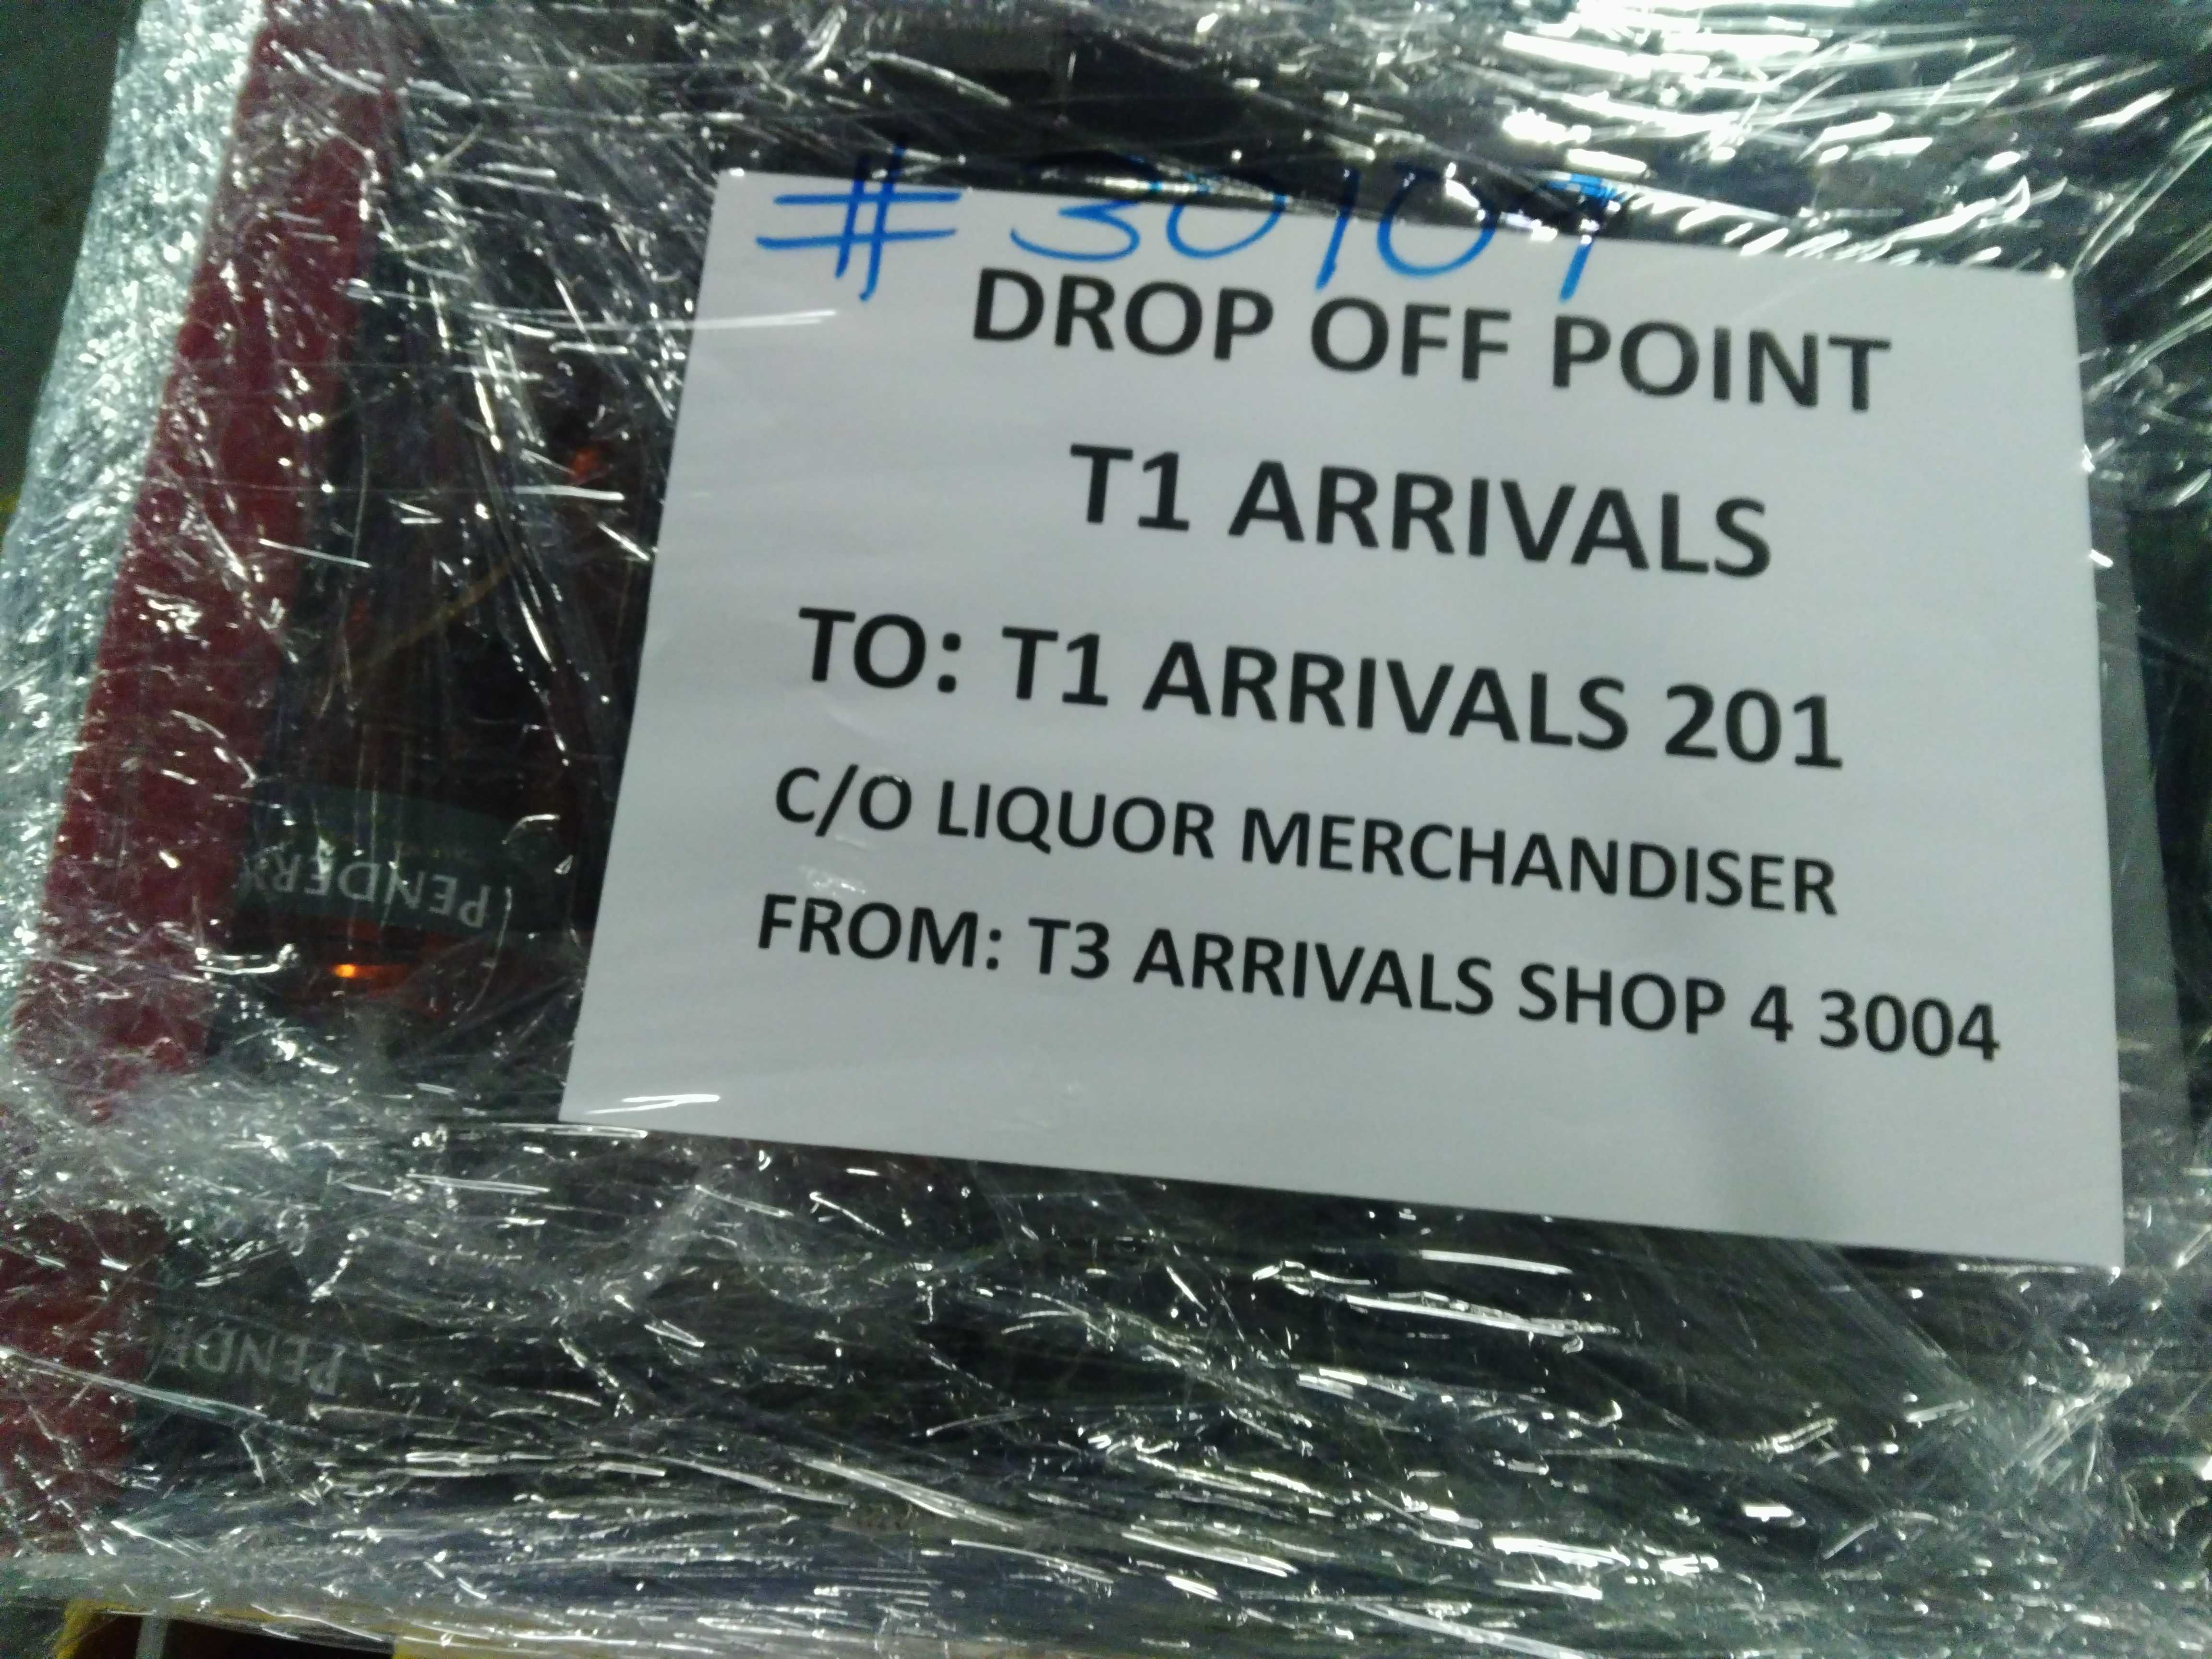 #30107
DROP OFF POINT
T1 ARRIVALS
TO: T1 ARRIVALS 201
C/O LIQUOR MERCHANDISER
FROM: T3 ARRIVALS SHOP 4 3004